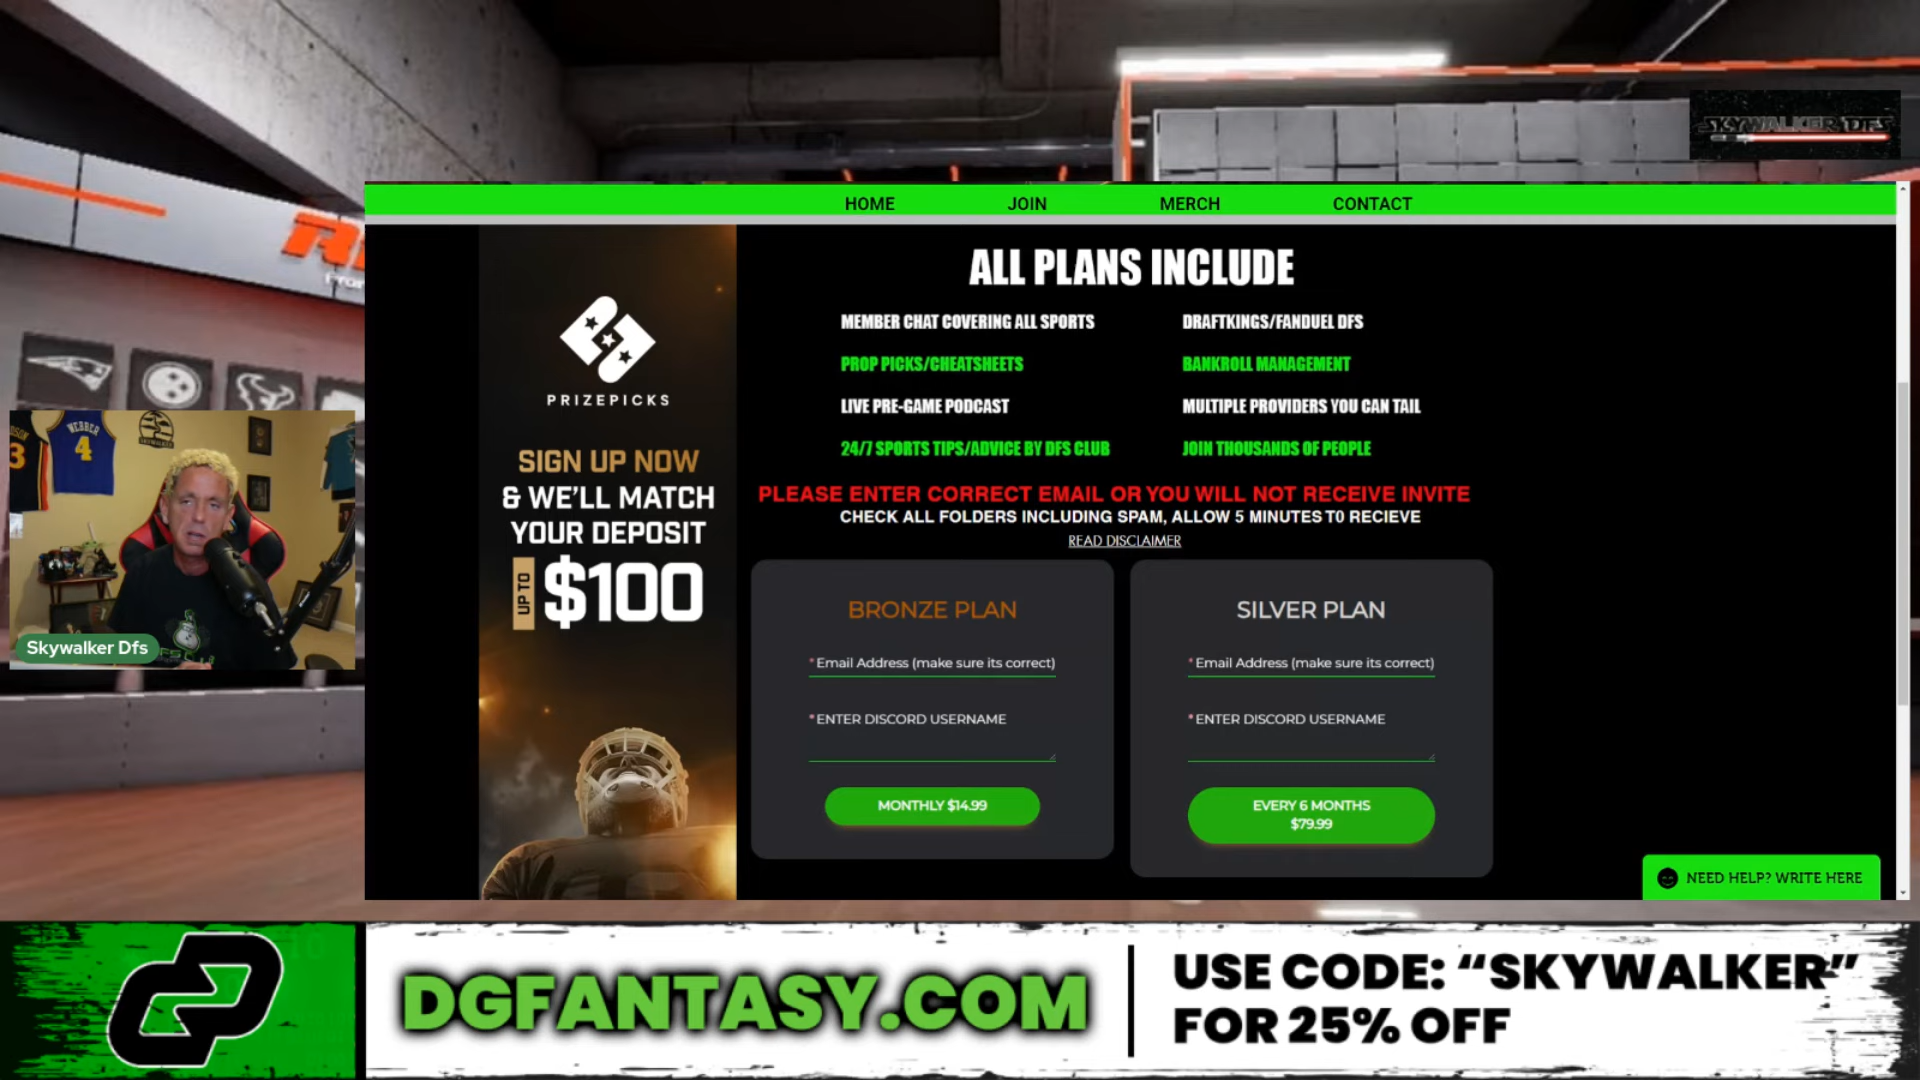 SKYWALKER DFS
HOME
JOIN
MERCH
CONTACT
PRIZEPICKS
SIGN UP NOW
& WE'LL MATCH
YOUR DEPOSIT
UP TO
$100
ALL PLANS INCLUDE
MEMBER CHAT COVERING ALL SPORTS
DRAFTKINGS/FANDUEL DFS
PROP PICKS/CHEATSHEETS
BANKROLL MANAGEMENT
LIVE PRE-GAME PODCAST
MULTIPLE PROVIDERS YOU CAN TAIL
24/7 SPORTS TIPS/ADVICE BY DFS CLUB
JOIN THOUSANDS OF PEOPLE
PLEASE ENTER CORRECT EMAIL OR YOU WILL NOT RECEIVE INVITE
CHECK ALL FOLDERS INCLUDING SPAM, ALLOW 5 MINUTES T0 RECIEVE
READ DISCLAIMER
BRONZE PLAN
*Email Address (make sure its correct)
*ENTER DISCORD USERNAME
MONTHLY $14.99
SILVER PLAN
*Email Address (make sure its correct)
*ENTER DISCORD USERNAME
EVERY 6 MONTHS
$79.99
NEED HELP? WRITE HERE
WEBBER
4
3
Skywalker Dfs
DGFANTASY.COM
USE CODE: “SKYWALKER”
FOR 25% OFF